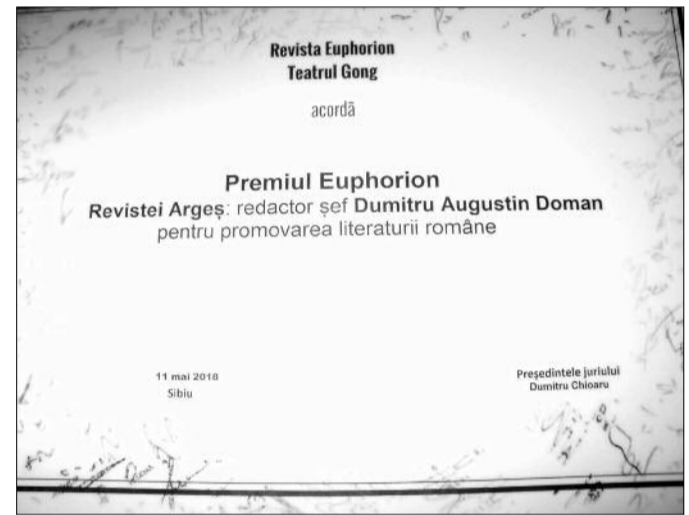 Revista Euphorion
Teatrul Gong
acordă
Premiul Euphorion
Revistei Argeș: redactor șef Dumitru Augustin Doman
pentru promovarea literaturii române
11 mai 2018
Sibiu
Președintele juriului
Dumitru Chioaru